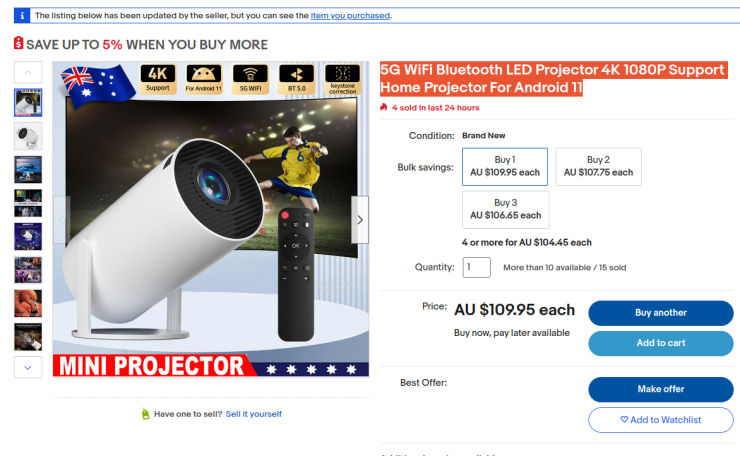 The listing below has been updated by the seller, but you can see the item you purchased.
SAVE UP TO 5% WHEN YOU BUY MORE
4K
Support
For Android 11
5G
5G WIFI
BT 5.0
keystone
correction
OK
MINI PROJECTOR
Have one to sell? Sell it yourself
5G WiFi Bluetooth LED Projector 4K 1080P Support
Home Projector For Android 11
4 sold in last 24 hours
Condition: Brand New
Bulk savings:
Buy 1
AU $109.95 each
Buy 2
AU $107.75 each
Buy 3
AU $106.65 each
4 or more for AU $104.45 each
Quantity: 1 More than 10 available / 15 sold
Price: AU $109.95 each
Buy now, pay later available
Buy another
Add to cart
Best Offer:
Make offer
Add to Watchlist